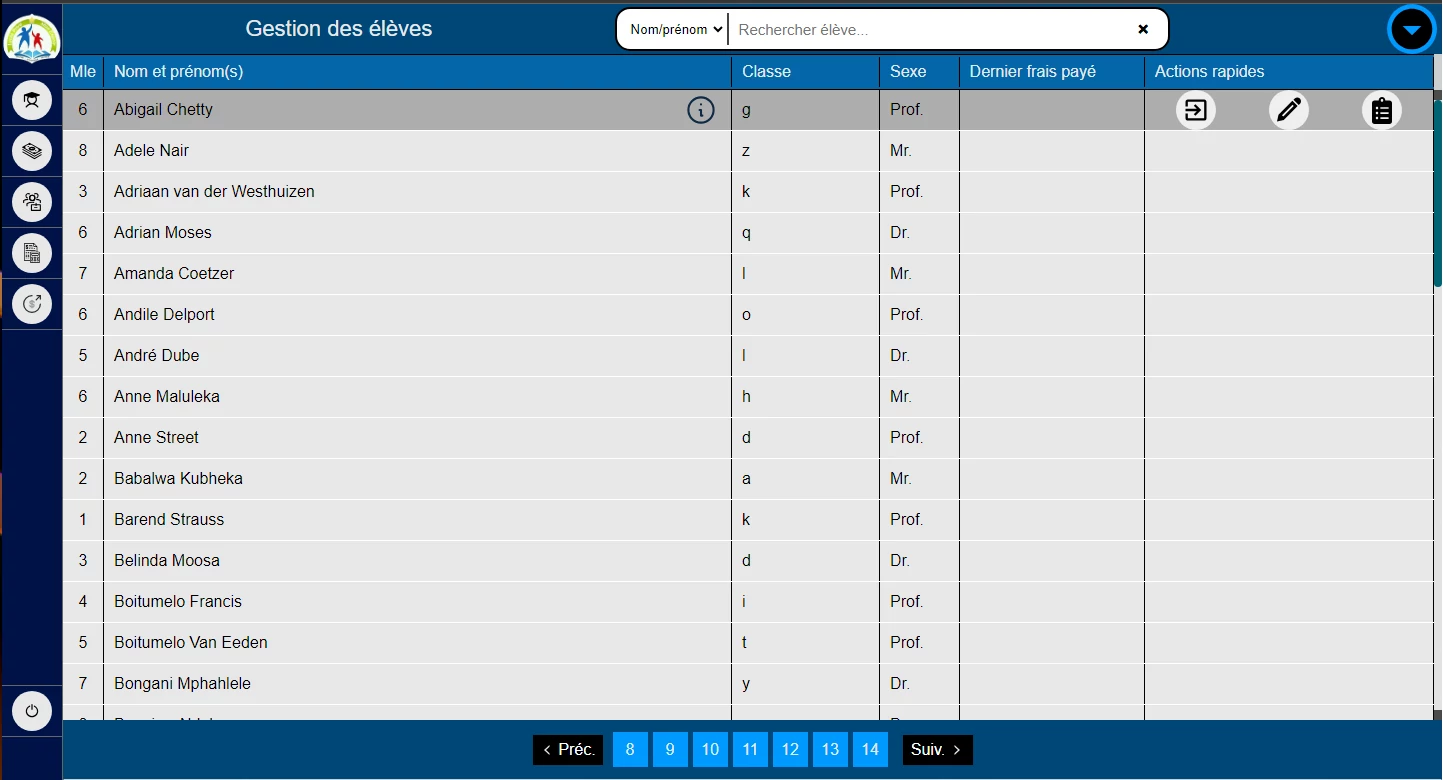 Gestion des élèves
Nom/prénom Rechercher élève...
Mle Nom et prénom(s) Classe Sexe Dernier frais payé Actions rapides
6 Abigail Chetty g Prof.
8 Adele Nair z Mr.
3 Adriaan van der Westhuizen k Prof.
6 Adrian Moses q Dr.
7 Amanda Coetzer l Mr.
6 Andile Delport o Prof.
5 André Dube l Dr.
6 Anne Maluleka h Mr.
2 Anne Street d Prof.
2 Babalwa Kubheka a Mr.
1 Barend Strauss k Prof.
3 Belinda Moosa d Dr.
4 Boitumelo Francis i Prof.
5 Boitumelo Van Eeden t Prof.
7 Bongani Mphahlele y Dr.
< Préc. 8 9 10 11 12 13 14 Suiv. >